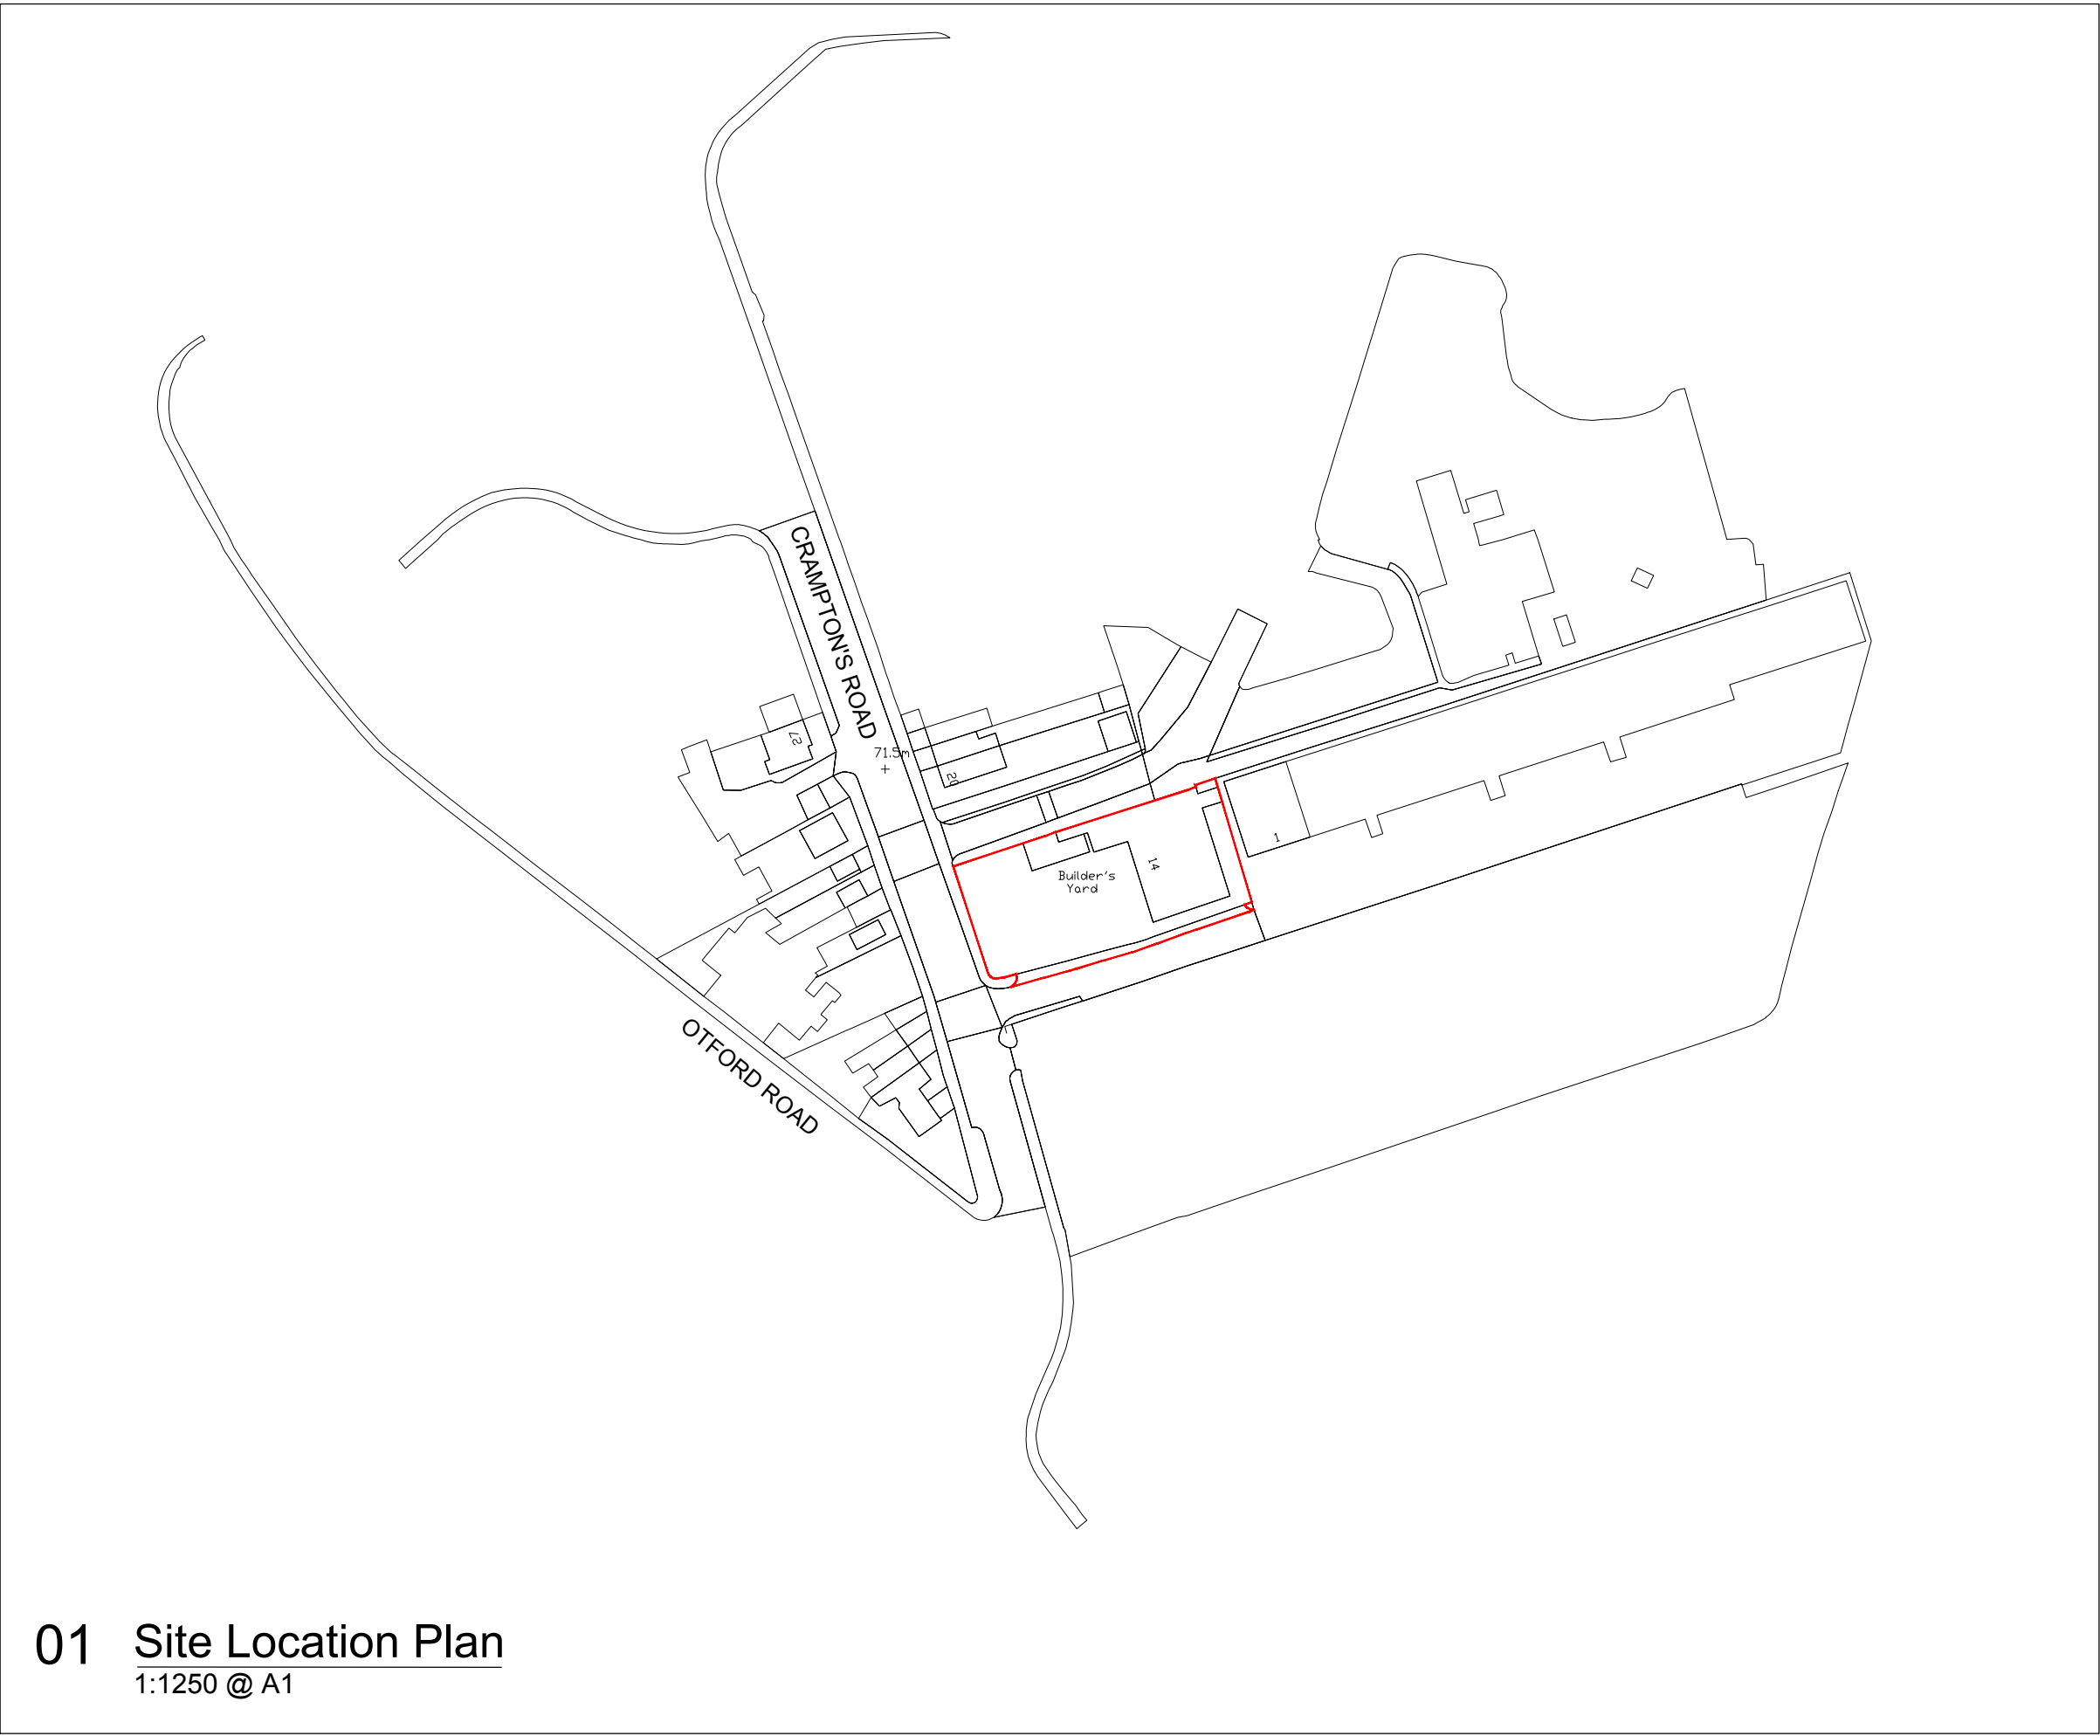 CRAMPTON'S ROAD
27
71.5m
20
1
14
Builder's
Yard
OTFORD ROAD
01 Site Location Plan
1:1250 @ A1